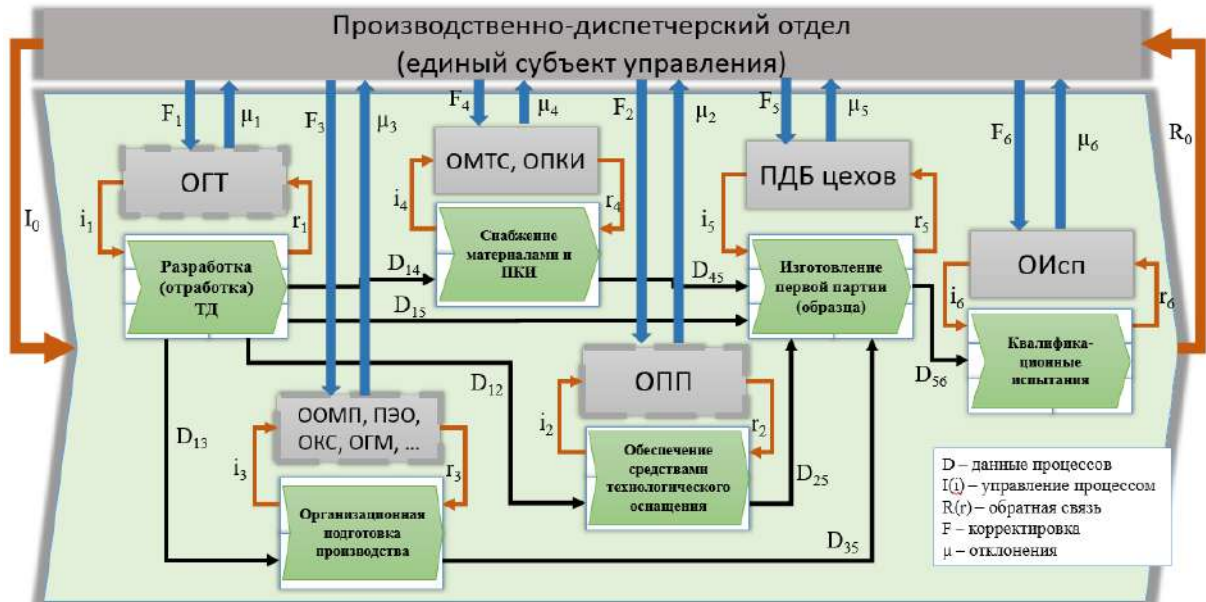 Производственно-диспетчерский отдел
(единый субъект управления)
I₀
R₀
F₁
μ₁
F₃
μ₃
F₄
μ₄
F₂
μ₂
F₅
μ₅
F₆
μ₆
ОГТ
i₁
r₁
Разработка
(отработка)
ТД
ОМТС, ОПКИ
i₄
r₄
Снабжение
материалами и
ПКИ
ПДБ цехов
i₅
r₅
Изготовление
первой партии
(образца)
ОИсп
i₆
r₆
Квалифика-
ционные
испытания
D₁₄
D₄₅
D₁₅
D₁₂
D₁₃
D₅₆
ООМП, ПЭО,
ОКС, ОГМ, ...
i₃
r₃
Организационная
подготовка
производства
ОПП
i₂
r₂
Обеспечение
средствами
технологического
оснащения
D₂₅
D₃₅
D – данные процессов
I(i) – управление процессом
R(r) – обратная связь
F – корректировка
μ – отклонения